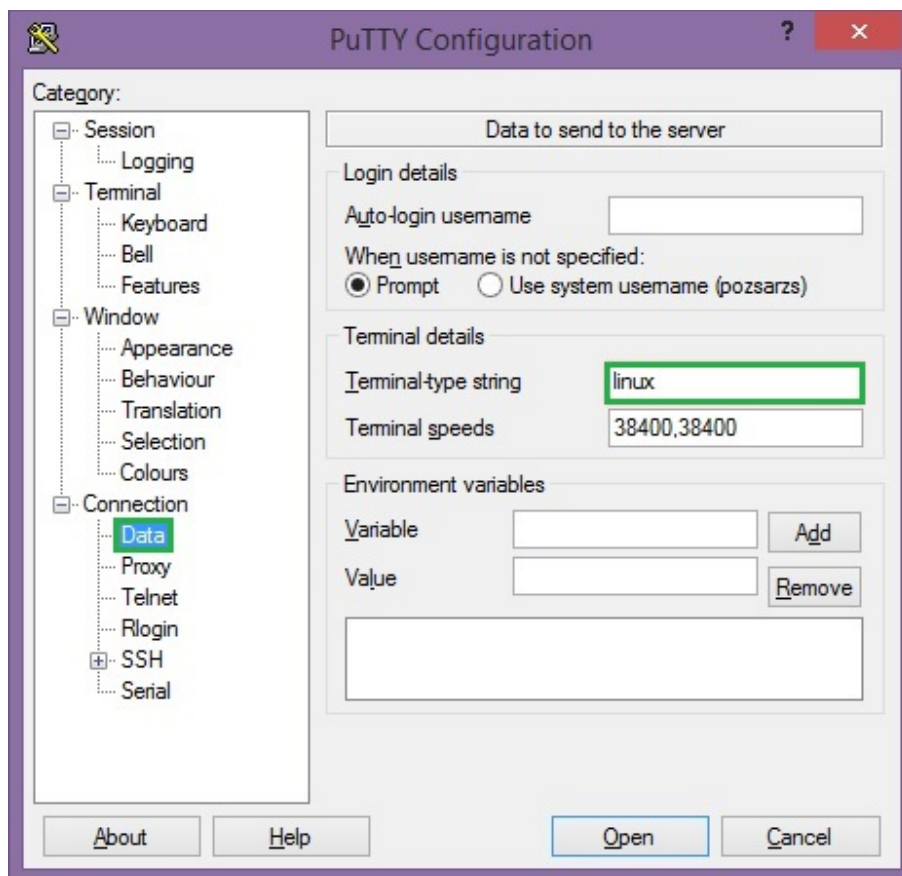 PuTTY Configuration
?
×
Category:
Session
Logging
Terminal
Keyboard
Bell
Features
Window
Appearance
Behaviour
Translation
Selection
Colours
Connection
Data
Proxy
Telnet
Rlogin
SSH
Serial
Data to send to the server
Login details
Auto-login username
When username is not specified:
Prompt Use system username (pozsarzs)
Terminal details
Terminal-type string linux
Terminal speeds 38400,38400
Environment variables
Variable Add
Value Remove
About Help Open Cancel